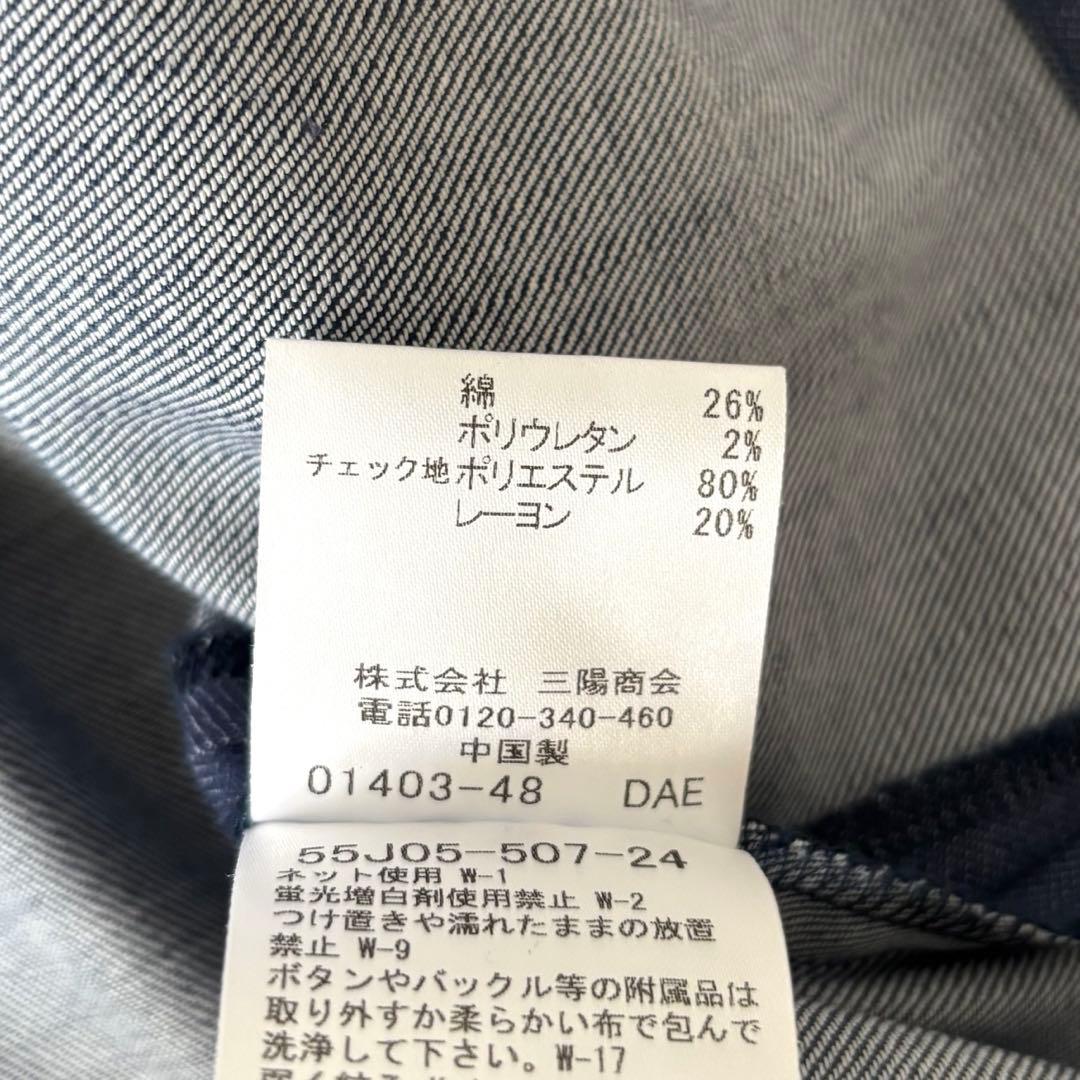 綿 26%
ポリウレタン 2%
チェック地 ポリエステル 80%
レーヨン 20%
株式会社 三陽商会
電話0120-340-460
中国製
01403-48 DAE
55J05-507-24
ネット使用 W-1
蛍光増白剤使用禁止 W-2
つけ置きや濡れたままの放置
禁止 W-9
ボタンやバックル等の附属品は
取り外すか柔らかい布で包んで
洗浄して下さい。W-17